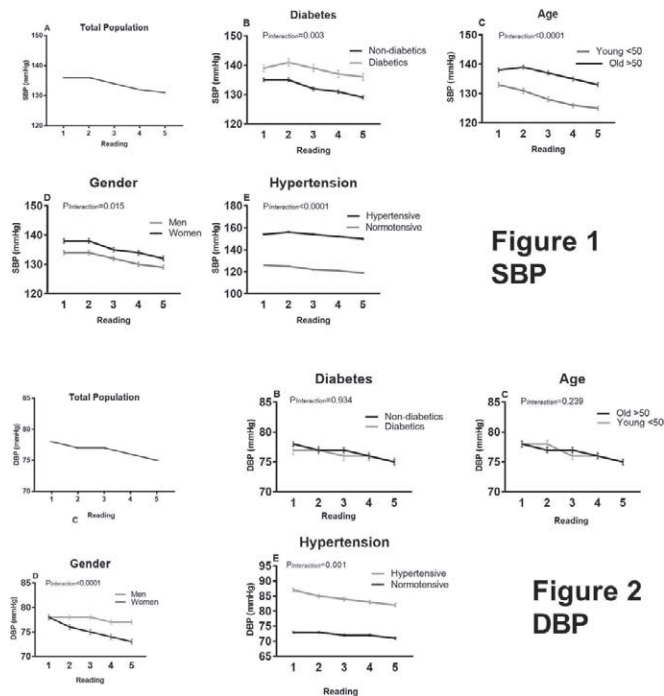 A
Total Population
SBP (mmHg)
150
140
130
120
1 2 3 4 5
Reading
Diabetes
B
PInteraction=0.003
Non-diabetics
Diabetics
SBP (mmHg)
150
140
130
120
1 2 3 4 5
Reading
Age
C
PInteraction<0.0001
Young <50
Old >50
SBP (mmHg)
150
140
130
120
1 2 3 4 5
Reading
Gender
D
PInteraction=0.015
Men
Women
SBP (mmHg)
150
140
130
120
1 2 3 4 5
Reading
Hypertension
E
PInteraction<0.0001
Hypertensive
Normotensive
SBP (mmHg)
180
160
140
120
100
1 2 3 4 5
Reading
Figure 1
SBP
Total Population
DBP (mmHg)
85
80
75
70
1 2 3 4 5
Reading
C
Diabetes
B
PInteraction=0.934
Non-diabetics
Diabetics
DBP (mmHg)
85
80
75
70
1 2 3 4 5
Reading
Age
C
PInteraction=0.239
Old >50
Young <50
DBP (mmHg)
85
80
75
70
1 2 3 4 5
Reading
Gender
D
PInteraction<0.0001
Men
Women
DBP (mmHg)
85
80
75
70
1 2 3 4 5
Reading
Hypertension
E
PInteraction=0.001
Hypertensive
Normotensive
DBP (mmHg)
95
90
85
80
75
70
65
1 2 3 4 5
Reading
Figure 2
DBP